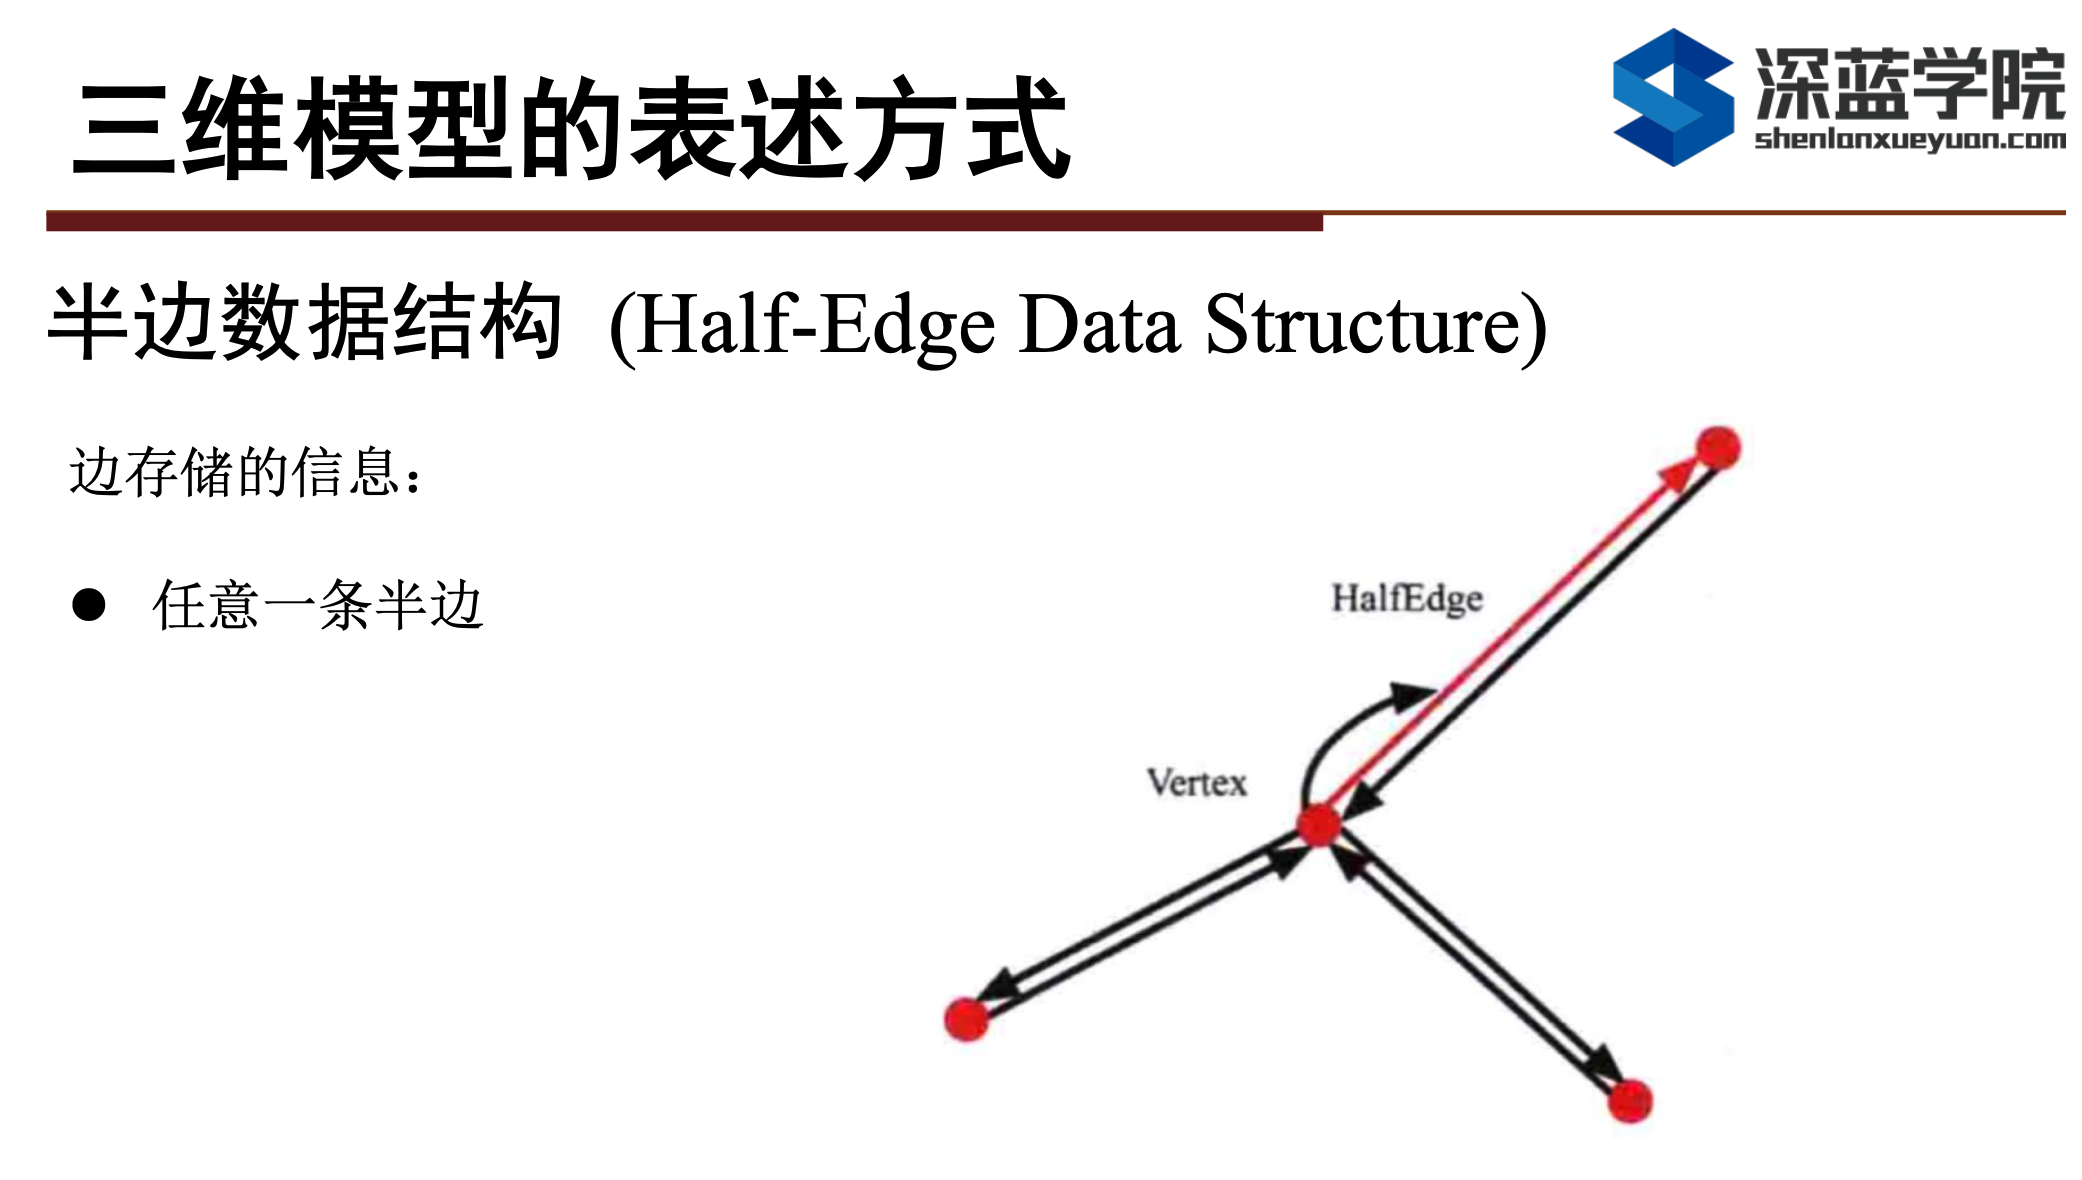 三维模型的表述方式
深蓝学院
shenlanxueyuan.com
半边数据结构 (Half-Edge Data Structure)
边存储的信息：
● 任意一条半边
HalfEdge
Vertex